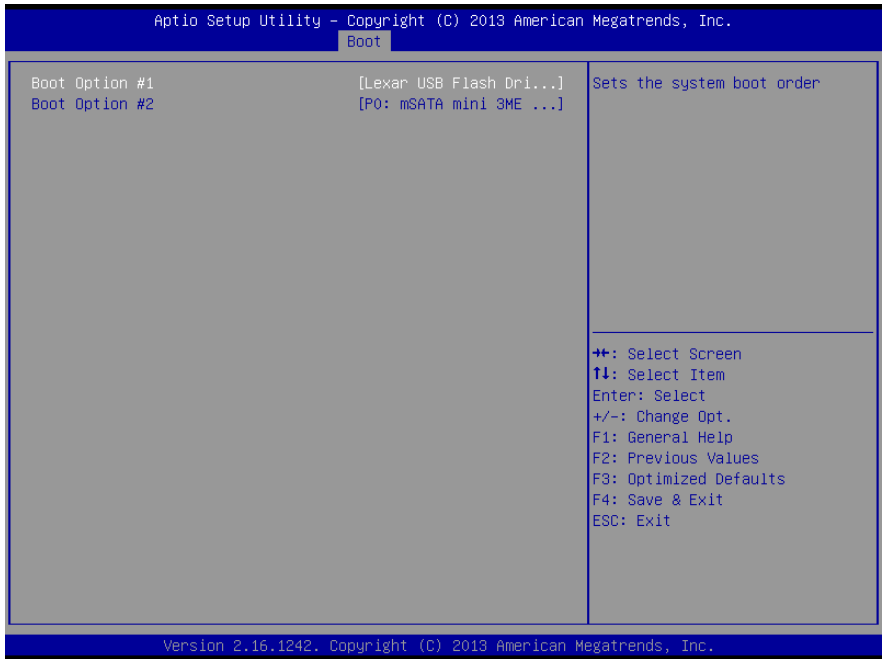 Aptio Setup Utility – Copyright (C) 2013 American Megatrends, Inc.
Boot
Boot Option #1 [Lexar USB Flash Dri...]
Boot Option #2 [P0: mSATA mini 3ME ...]
Sets the system boot order
→←: Select Screen
↑↓: Select Item
Enter: Select
+/-: Change Opt.
F1: General Help
F2: Previous Values
F3: Optimized Defaults
F4: Save & Exit
ESC: Exit
Version 2.16.1242. Copyright (C) 2013 American Megatrends, Inc.